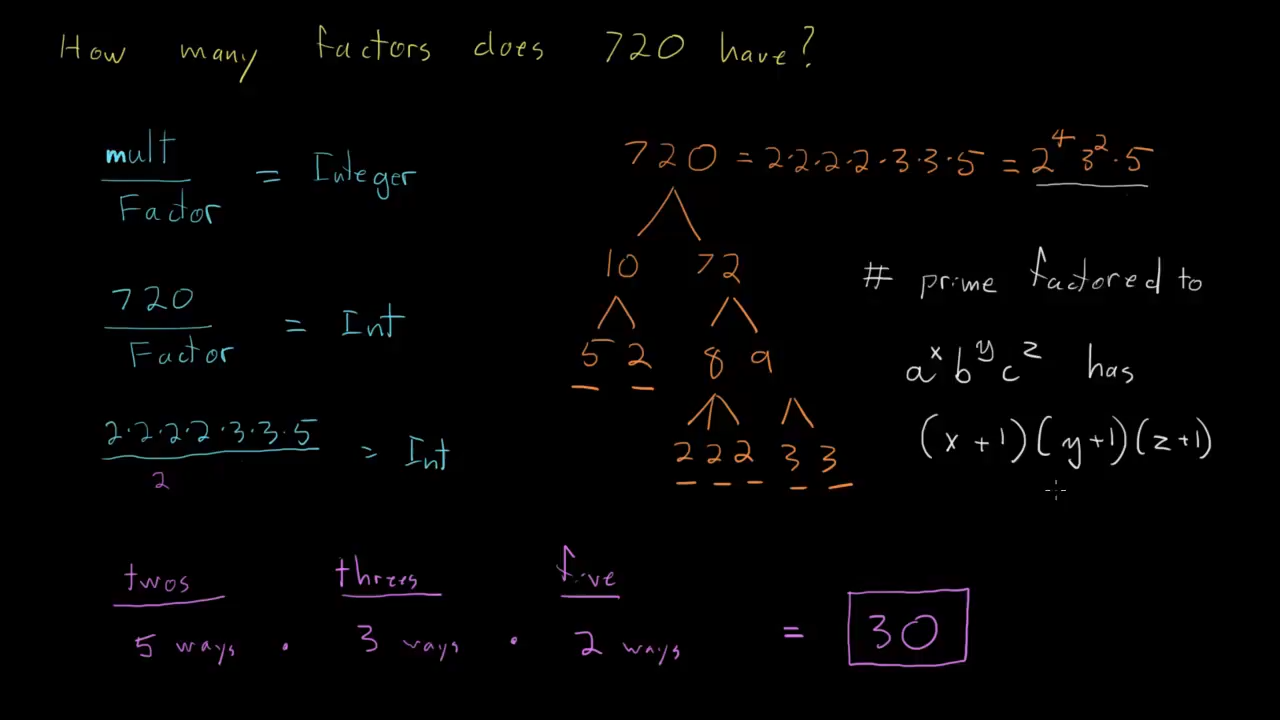 How many factors does 720 have?
mult
Factor
= Integer
720
Factor
= Int
2·2·2·2·3·3·5
2
= Int
720 = 2·2·2·2·3·3·5 = 2⁴3²·5
10 72
5 2 8 9
2 2 2 3 3
# prime factored to
aˣbʸcᶻ has
(x+1)(y+1)(z+1)
twos threes five
5 ways · 3 ways · 2 ways = 30